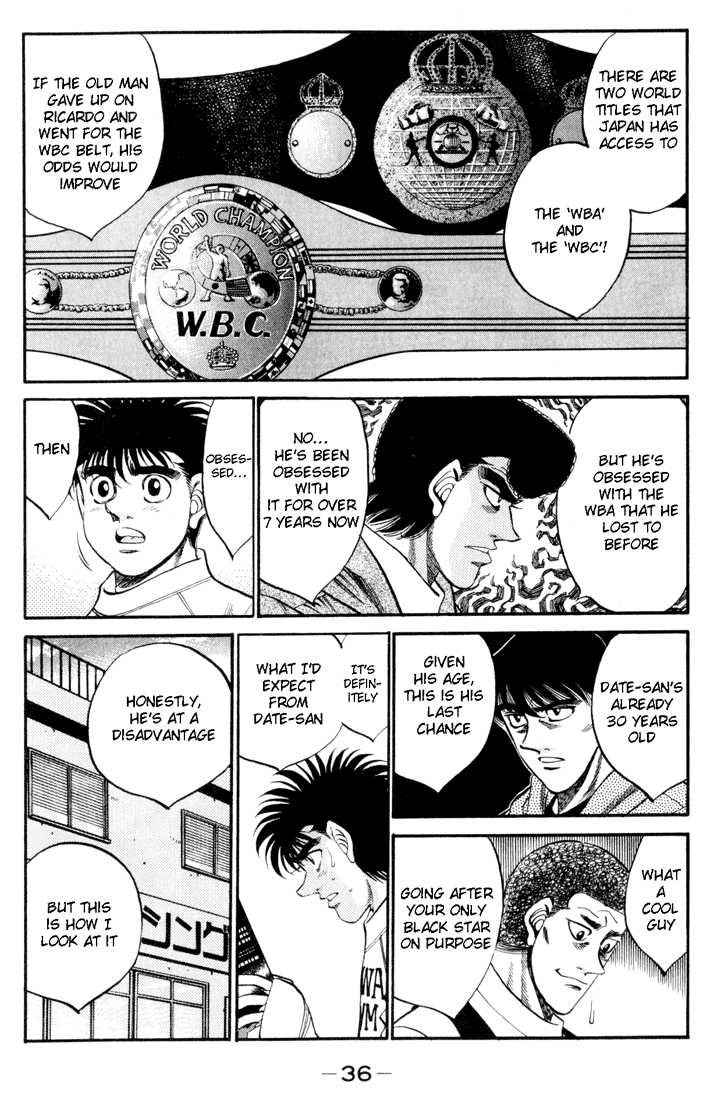 THERE ARE
TWO WORLD
TITLES THAT
JAPAN HAS
ACCESS TO
THE 'WBA'
AND
THE 'WBC'!
IF THE OLD MAN
GAVE UP ON
RICARDO AND
WENT FOR THE
WBC BELT, HIS
ODDS WOULD
IMPROVE
WORLD CHAMPION
W.B.C.
BUT HE'S
OBSESSED
WITH THE
WBA THAT HE
LOST TO
BEFORE
NO...
HE'S BEEN
OBSESSED
WITH
IT FOR OVER
7 YEARS NOW
OBSES-
SED...
THEN
DATE-SAN'S
ALREADY
30 YEARS
OLD
GIVEN
HIS AGE,
THIS IS HIS
LAST
CHANCE
WHAT
A
COOL
GUY
GOING AFTER
YOUR ONLY
BLACK STAR
ON PURPOSE
IT'S
DEFIN-
ITELY
WHAT I'D
EXPECT
FROM
DATE-SAN
HONESTLY,
HE'S AT A
DISADVANTAGE
BUT THIS
IS HOW I
LOOK AT IT
シング
-36-